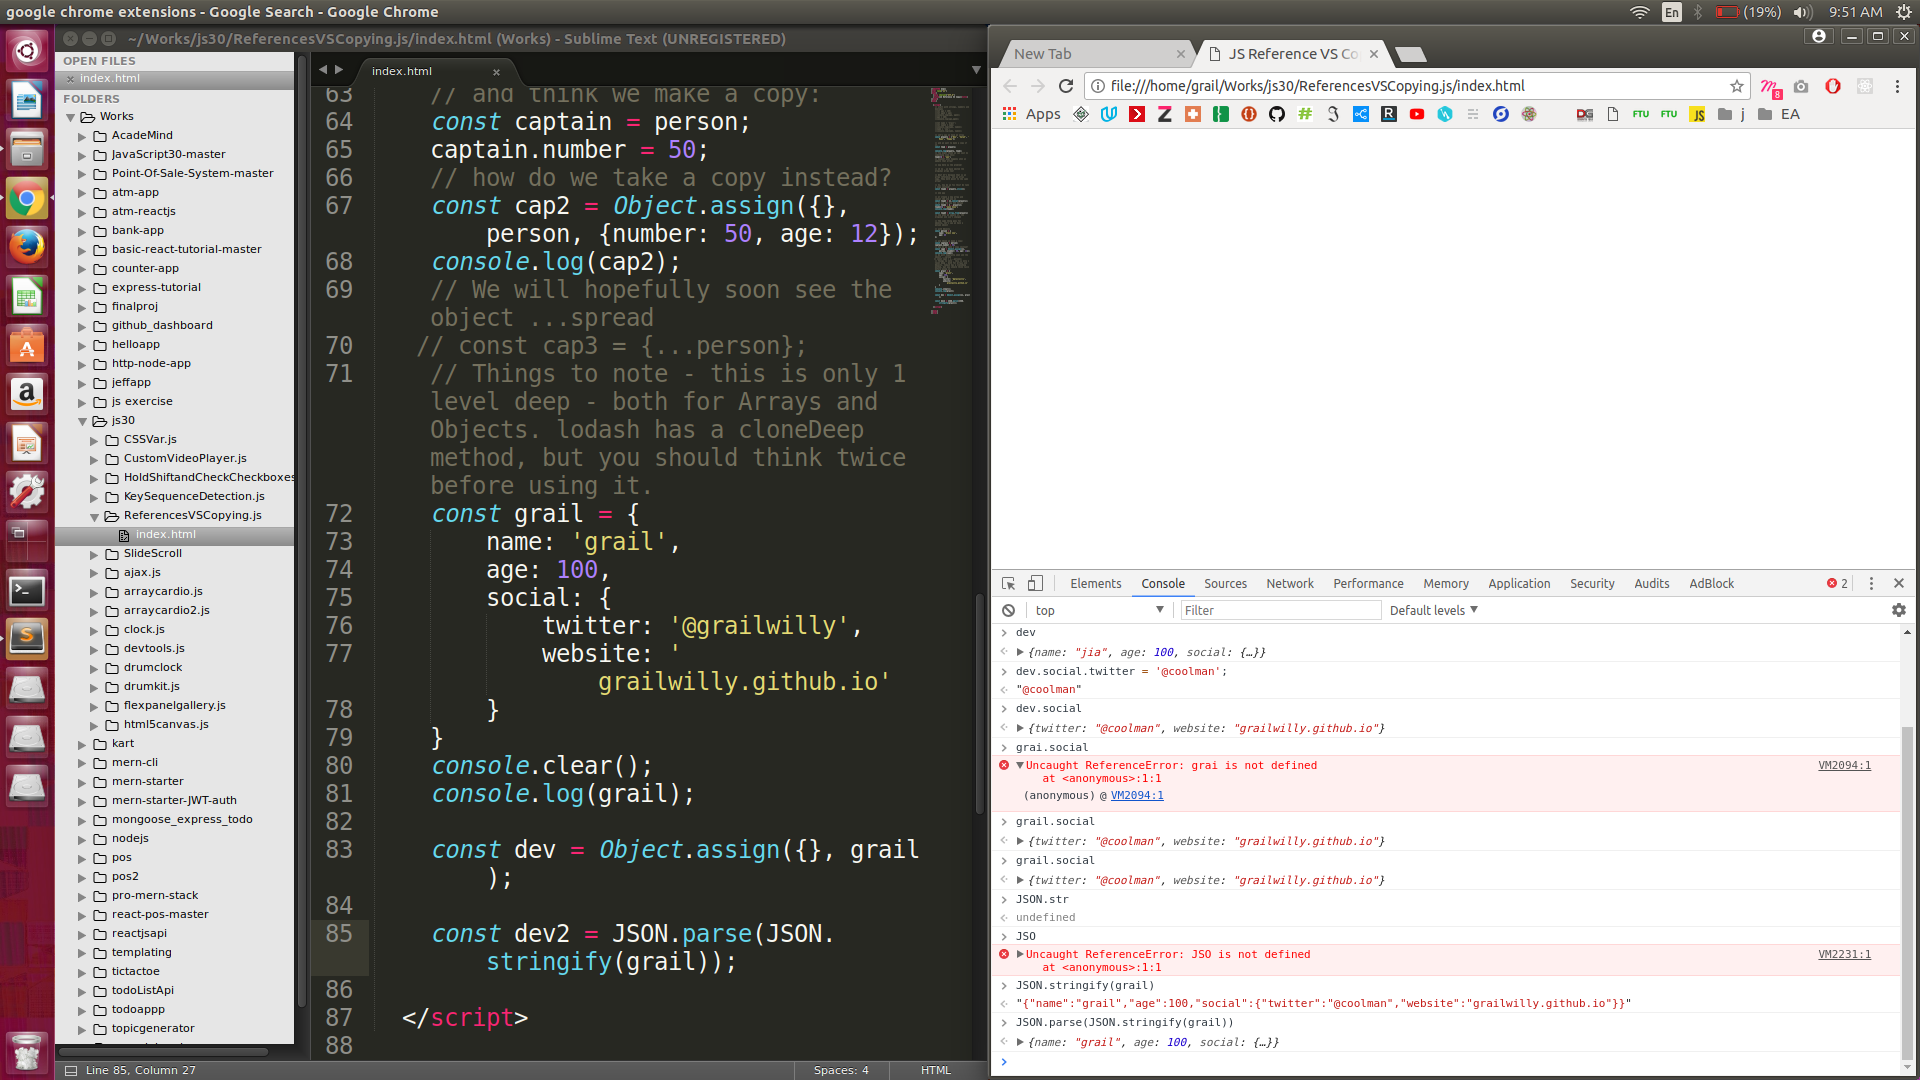 google chrome extensions - Google Search - Google Chrome
En
(19%)
9:51 AM
~/Works/js30/ReferencesVSCopying.js/index.html (Works) - Sublime Text (UNREGISTERED)
OPEN FILES
index.html
FOLDERS
Works
AcadeMind
JavaScript30-master
Point-Of-Sale-System-master
atm-app
atm-reactjs
bank-app
basic-react-tutorial-master
counter-app
express-tutorial
finalproj
github_dashboard
helloapp
http-node-app
jeffapp
js exercise
js30
CSSVar.js
CustomVideoPlayer.js
HoldShiftandCheckCheckboxes
KeySequenceDetection.js
ReferencesVSCopying.js
index.html
SlideScroll
ajax.js
arraycardio.js
arraycardio2.js
clock.js
devtools.js
drumclock
drumkit.js
flexpanelgallery.js
html5canvas.js
kart
mern-cli
mern-starter
mern-starter-JWT-auth
mongoose_express_todo
nodejs
pos
pos2
pro-mern-stack
react-pos-master
reactjsapi
templating
tictactoe
todoListApi
todoappp
topicgenerator
index.html
63 // and think we make a copy:
64 const captain = person;
65 captain.number = 50;
66 // how do we take a copy instead?
67 const cap2 = Object.assign({},
person, {number: 50, age: 12});
68 console.log(cap2);
69 // We will hopefully soon see the
object ...spread
70 // const cap3 = {...person};
71 // Things to note - this is only 1
level deep - both for Arrays and
Objects. lodash has a cloneDeep
method, but you should think twice
before using it.
72 const grail = {
73 name: 'grail',
74 age: 100,
75 social: {
76 twitter: '@grailwilly',
77 website: '
grailwilly.github.io'
78 }
79 }
80 console.clear();
81 console.log(grail);
82
83 const dev = Object.assign({}, grail
);
84
85 const dev2 = JSON.parse(JSON.
stringify(grail));
86
87 </script>
88
Line 85, Column 27
Spaces: 4
HTML
New Tab
JS Reference VS Co
file:///home/grail/Works/js30/ReferencesVSCopying.js/index.html
8
Apps
FTU
FTU
JS
j
EA
Elements Console Sources Network Performance Memory Application Security Audits AdBlock
2
top
Filter
Default levels
dev
{name: "jia", age: 100, social: {…}}
dev.social.twitter = '@coolman';
"@coolman"
dev.social
{twitter: "@coolman", website: "grailwilly.github.io"}
grai.social
Uncaught ReferenceError: grai is not defined VM2094:1
at <anonymous>:1:1
(anonymous) @ VM2094:1
grail.social
{twitter: "@coolman", website: "grailwilly.github.io"}
grail.social
{twitter: "@coolman", website: "grailwilly.github.io"}
JSON.str
undefined
JSO
Uncaught ReferenceError: JSO is not defined VM2231:1
at <anonymous>:1:1
JSON.stringify(grail)
"{"name":"grail","age":100,"social":{"twitter":"@coolman","website":"grailwilly.github.io"}}"
JSON.parse(JSON.stringify(grail))
{name: "grail", age: 100, social: {…}}